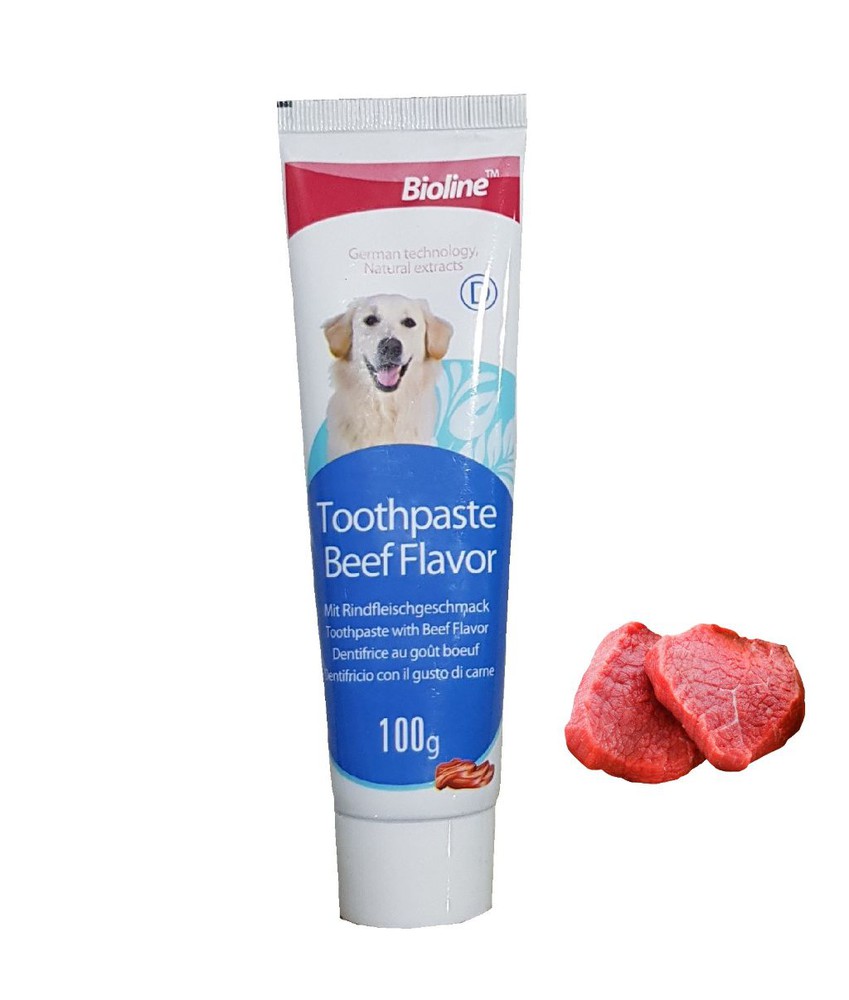 Bioline™
German technology,
Natural extracts
D
Toothpaste
Beef Flavor
Mit Rindfleischgeschmack
Toothpaste with Beef Flavor
Dentifrice au goût boeuf
Dentifricio con il gusto di carne
100g